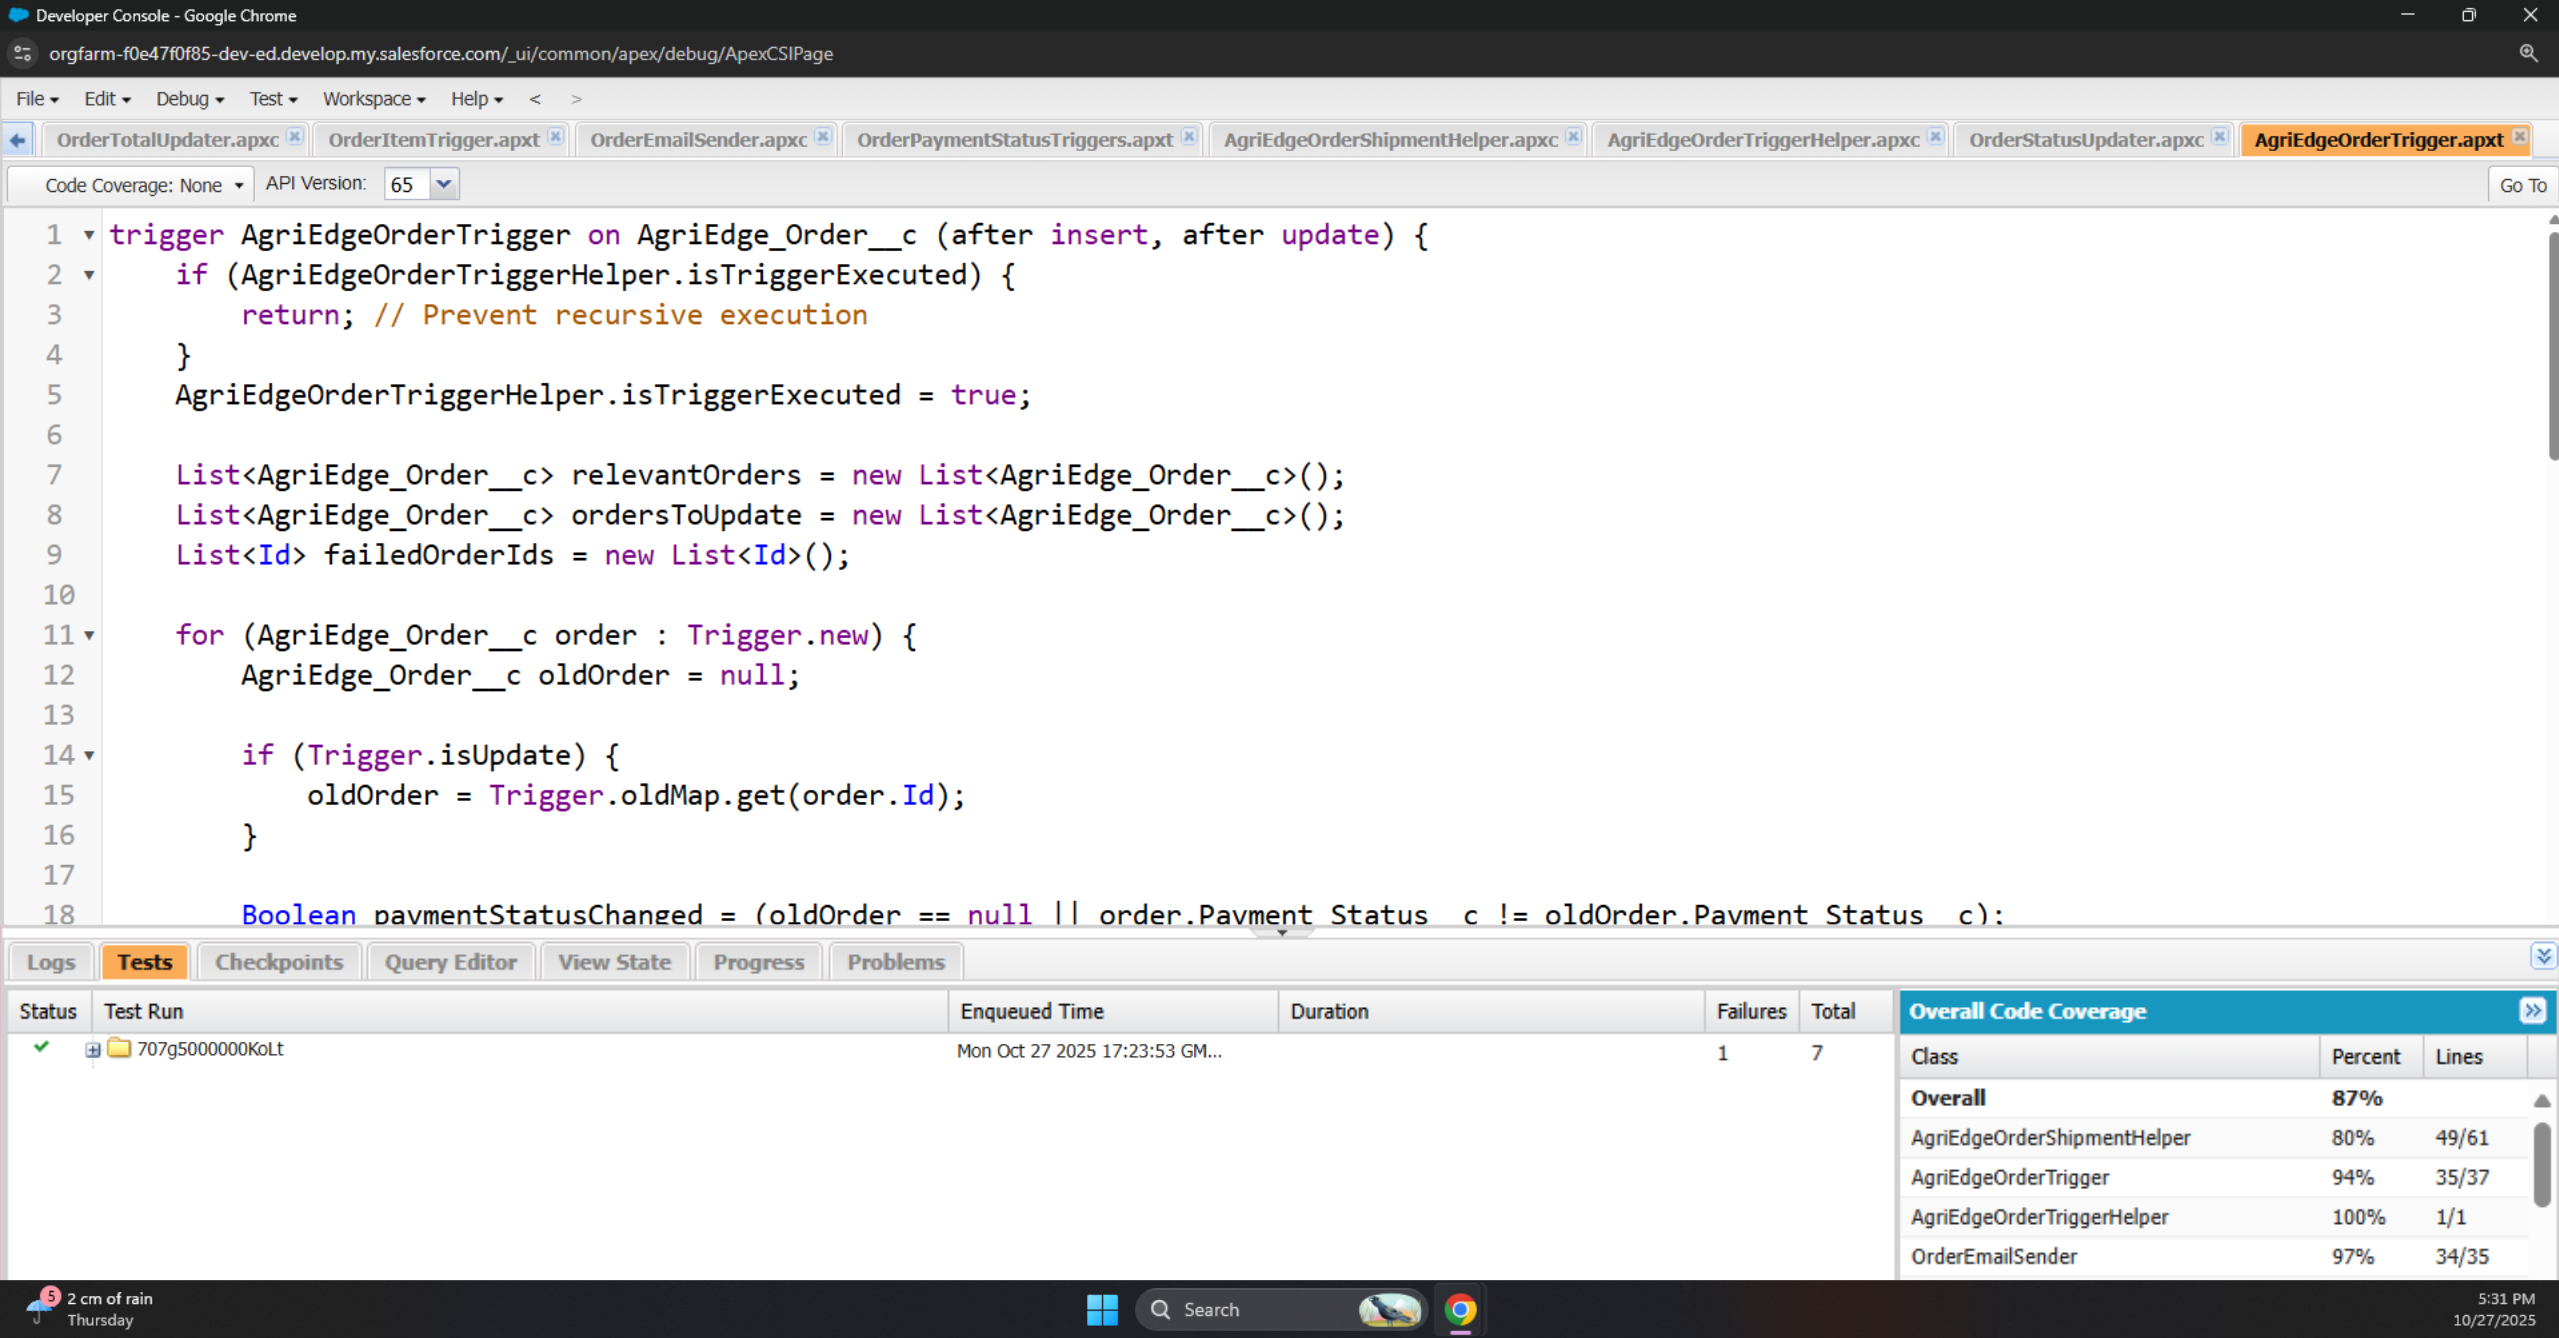 Developer Console - Google Chrome
orgfarm-f0e47f0f85-dev-ed.develop.my.salesforce.com/_ui/common/apex/debug/ApexCSIPage
File Edit Debug Test Workspace Help < >
OrderTotalUpdater.apxc OrderItemTrigger.apxt OrderEmailSender.apxc OrderPaymentStatusTriggers.apxt AgriEdgeOrderShipmentHelper.apxc AgriEdgeOrderTriggerHelper.apxc OrderStatusUpdater.apxc AgriEdgeOrderTrigger.apxt
Code Coverage: None API Version: 65 Go To
1 trigger AgriEdgeOrderTrigger on AgriEdge_Order__c (after insert, after update) {
2 if (AgriEdgeOrderTriggerHelper.isTriggerExecuted) {
3 return; // Prevent recursive execution
4 }
5 AgriEdgeOrderTriggerHelper.isTriggerExecuted = true;
6
7 List<AgriEdge_Order__c> relevantOrders = new List<AgriEdge_Order__c>();
8 List<AgriEdge_Order__c> ordersToUpdate = new List<AgriEdge_Order__c>();
9 List<Id> failedOrderIds = new List<Id>();
10
11 for (AgriEdge_Order__c order : Trigger.new) {
12 AgriEdge_Order__c oldOrder = null;
13
14 if (Trigger.isUpdate) {
15 oldOrder = Trigger.oldMap.get(order.Id);
16 }
17
18 Boolean paymentStatusChanged = (oldOrder == null || order.Payment_Status__c != oldOrder.Payment_Status__c);
Logs Tests Checkpoints Query Editor View State Progress Problems
Status Test Run Enqueued Time Duration Failures Total
707g5000000KoLt Mon Oct 27 2025 17:23:53 GM... 1 7
Overall Code Coverage
Class Percent Lines
Overall 87%
AgriEdgeOrderShipmentHelper 80% 49/61
AgriEdgeOrderTrigger 94% 35/37
AgriEdgeOrderTriggerHelper 100% 1/1
OrderEmailSender 97% 34/35
5
2 cm of rain
Thursday
Search
5:31 PM
10/27/2025